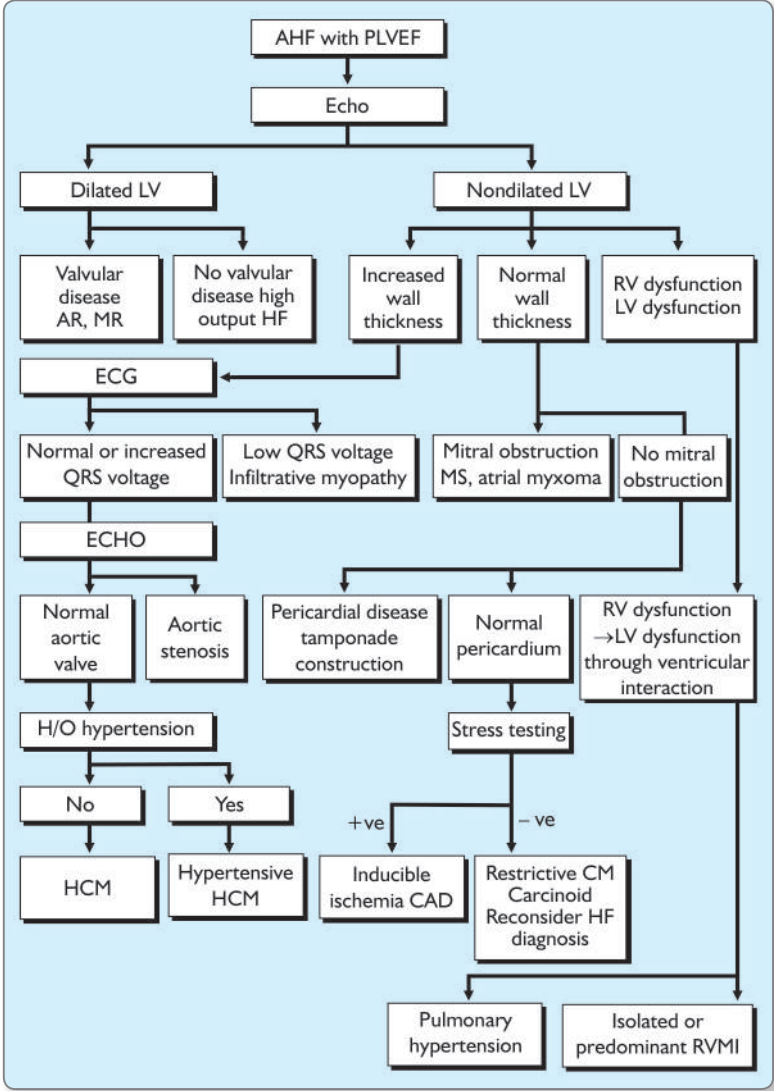 AHF with PLVEF
Echo
Dilated LV
Nondilated LV
Valvular
disease
AR, MR
No valvular
disease high
output HF
Increased
wall
thickness
Normal
wall
thickness
RV dysfunction
LV dysfunction
ECG
Normal or increased
QRS voltage
Low QRS voltage
Infiltrative myopathy
Mitral obstruction
MS, atrial myxoma
No mitral
obstruction
ECHO
Normal
aortic
valve
Aortic
stenosis
Pericardial disease
tamponade
construction
Normal
pericardium
RV dysfunction
→LV dysfunction
through ventricular
interaction
H/O hypertension
Stress testing
No
Yes
+ve
– ve
HCM
Hypertensive
HCM
Inducible
ischemia CAD
Restrictive CM
Carcinoid
Reconsider HF
diagnosis
Pulmonary
hypertension
Isolated or
predominant RVMI